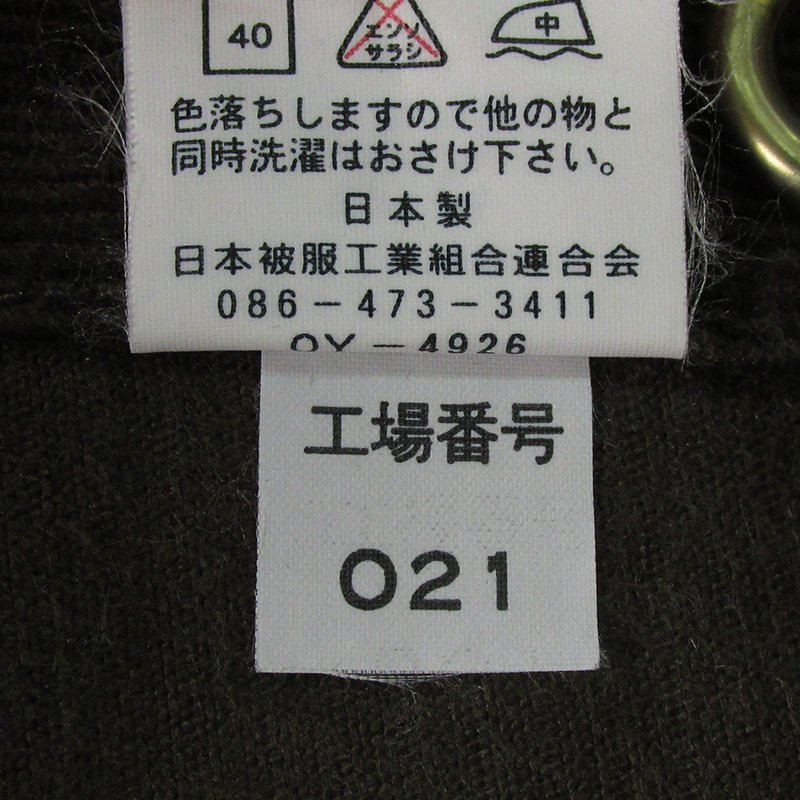 40 エンソ 中
サラシ
色落ちしますので他の物と
同時洗濯はおさけ下さい。
日本製
日本被服工業組合連合会
086-473-3411
OY-4926
工場番号
021